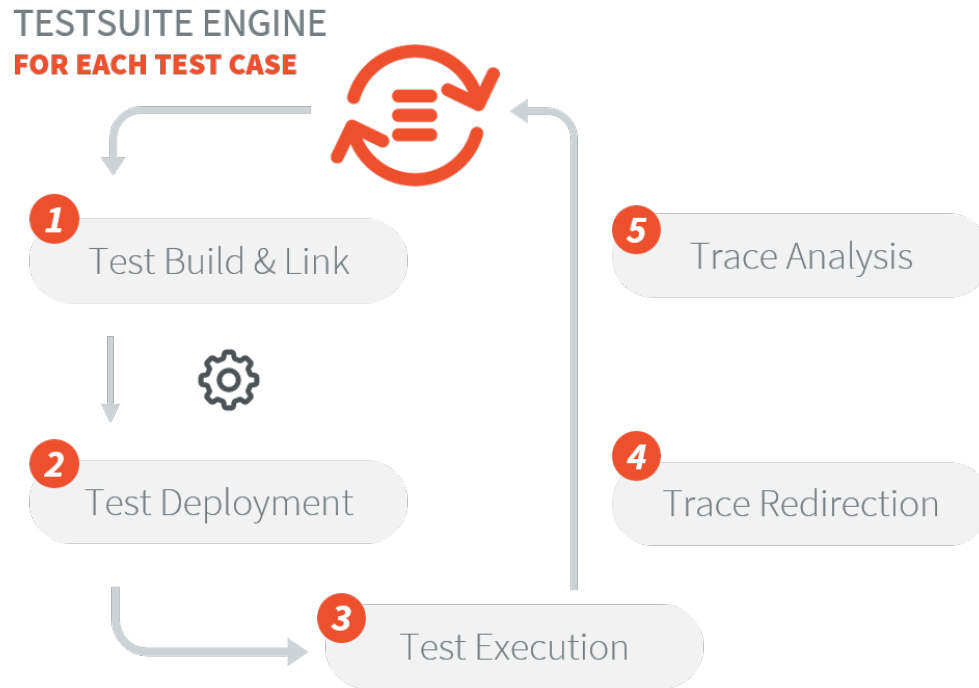 TESTSUITE ENGINE
FOR EACH TEST CASE
1
Test Build & Link
2
Test Deployment
3
Test Execution
4
Trace Redirection
5
Trace Analysis